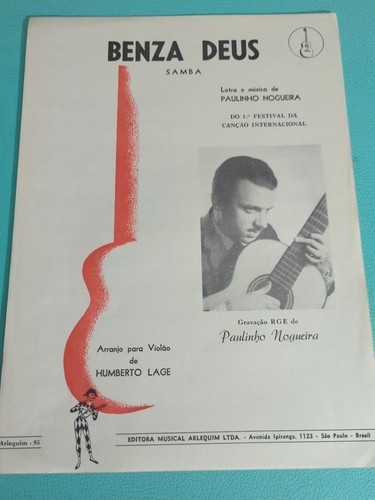 BENZA DEUS
SAMBA
Letra e música de
PAULINHO NOGUEIRA
DO 1.º FESTIVAL DA
CANÇÃO INTERNACIONAL
Gravação RGE de
Paulinho Nogueira
Arranjo para Violão
de
HUMBERTO LAGE
Arlequim - 95
EDITORA MUSICAL ARLEQUIM LTDA. - Avenida Ipiranga, 1123 - São Paulo - Brasil